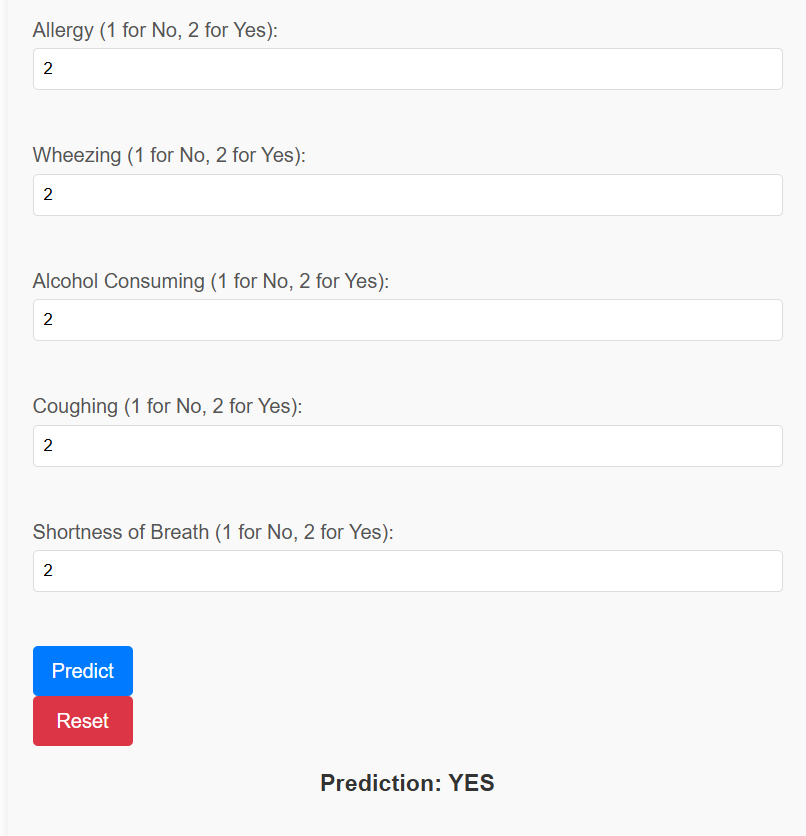 Allergy (1 for No, 2 for Yes):
2
Wheezing (1 for No, 2 for Yes):
2
Alcohol Consuming (1 for No, 2 for Yes):
2
Coughing (1 for No, 2 for Yes):
2
Shortness of Breath (1 for No, 2 for Yes):
2
Predict
Reset
Prediction: YES